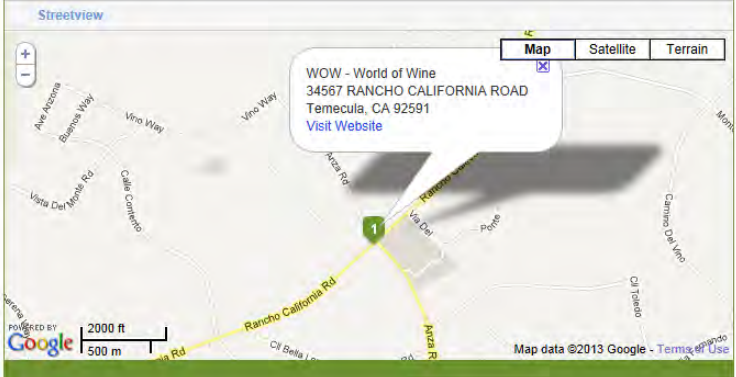 Streetview
Map Satellite Terrain
+
−
WOW - World of Wine
34567 RANCHO CALIFORNIA ROAD
Temecula, CA 92591
Visit Website
Ave Arizona
Buenos Way
Vino Way
Vino Way
Anza Rd
Rancho
Vista Del Monte Rd
Calle Contento
Via Del
Ponte
Camino Del Vino
1
Cll Toledo
Rancho California Rd
Anza R
POWERED BY
Google
2000 ft
500 m
nia Rd
Cll Bella
Map data ©2013 Google - Terms of Use